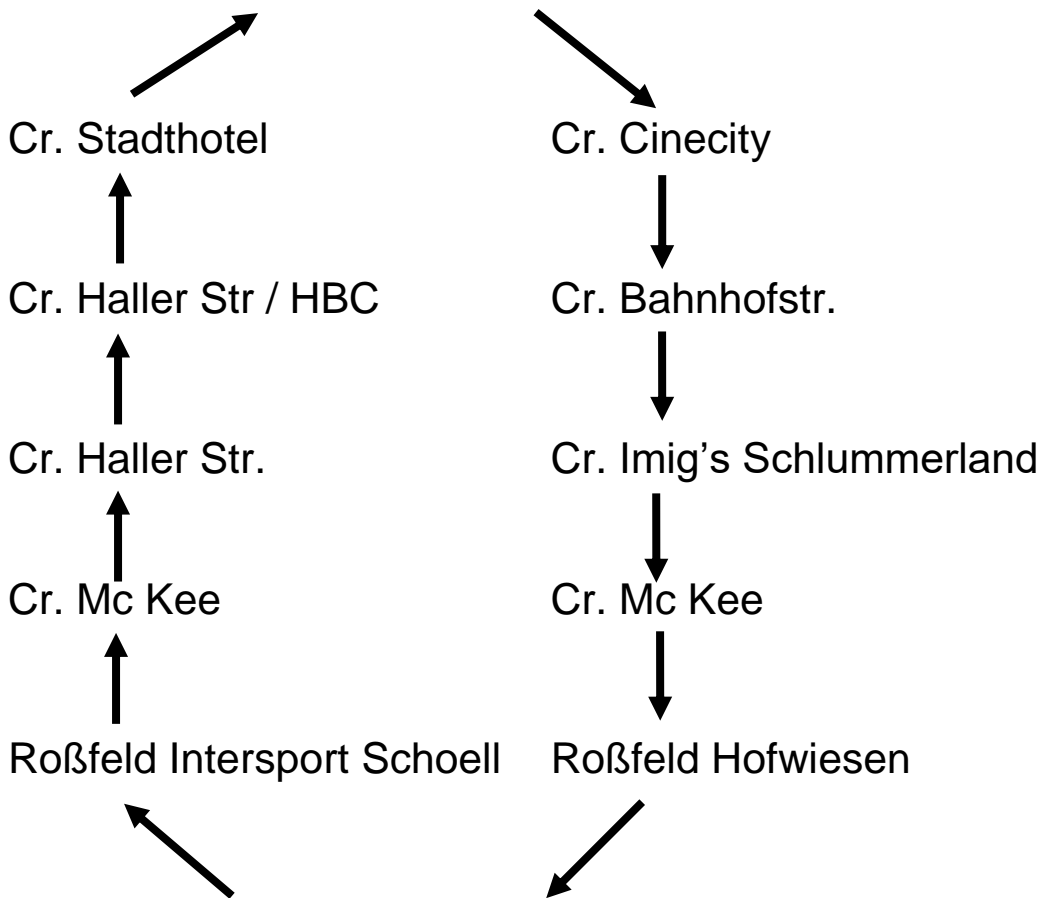 Cr. Stadthotel
Cr. Cinecity
Cr. Haller Str / HBC
Cr. Bahnhofstr.
Cr. Haller Str.
Cr. Imig’s Schlummerland
Cr. Mc Kee
Cr. Mc Kee
Roßfeld Intersport Schoell
Roßfeld Hofwiesen